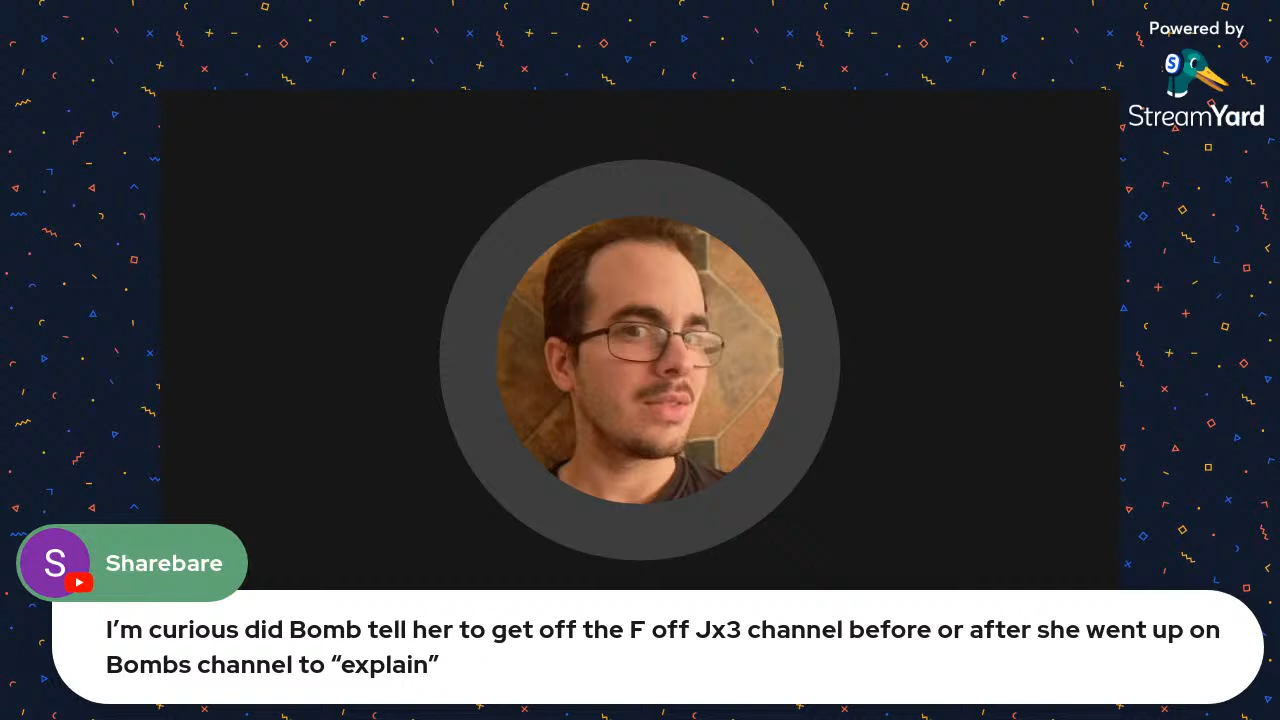 Powered by
S
StreamYard
S
Sharebare
I’m curious did Bomb tell her to get off the F off Jx3 channel before or after she went up on
Bombs channel to “explain”